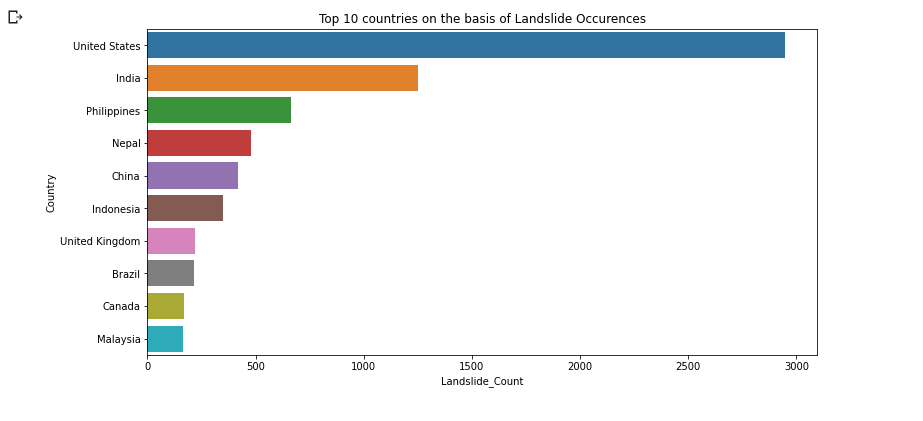 Top 10 countries on the basis of Landslide Occurences
United States
India
Philippines
Nepal
China
Indonesia
United Kingdom
Brazil
Canada
Malaysia
Country
0 500 1000 1500 2000 2500 3000
Landslide_Count